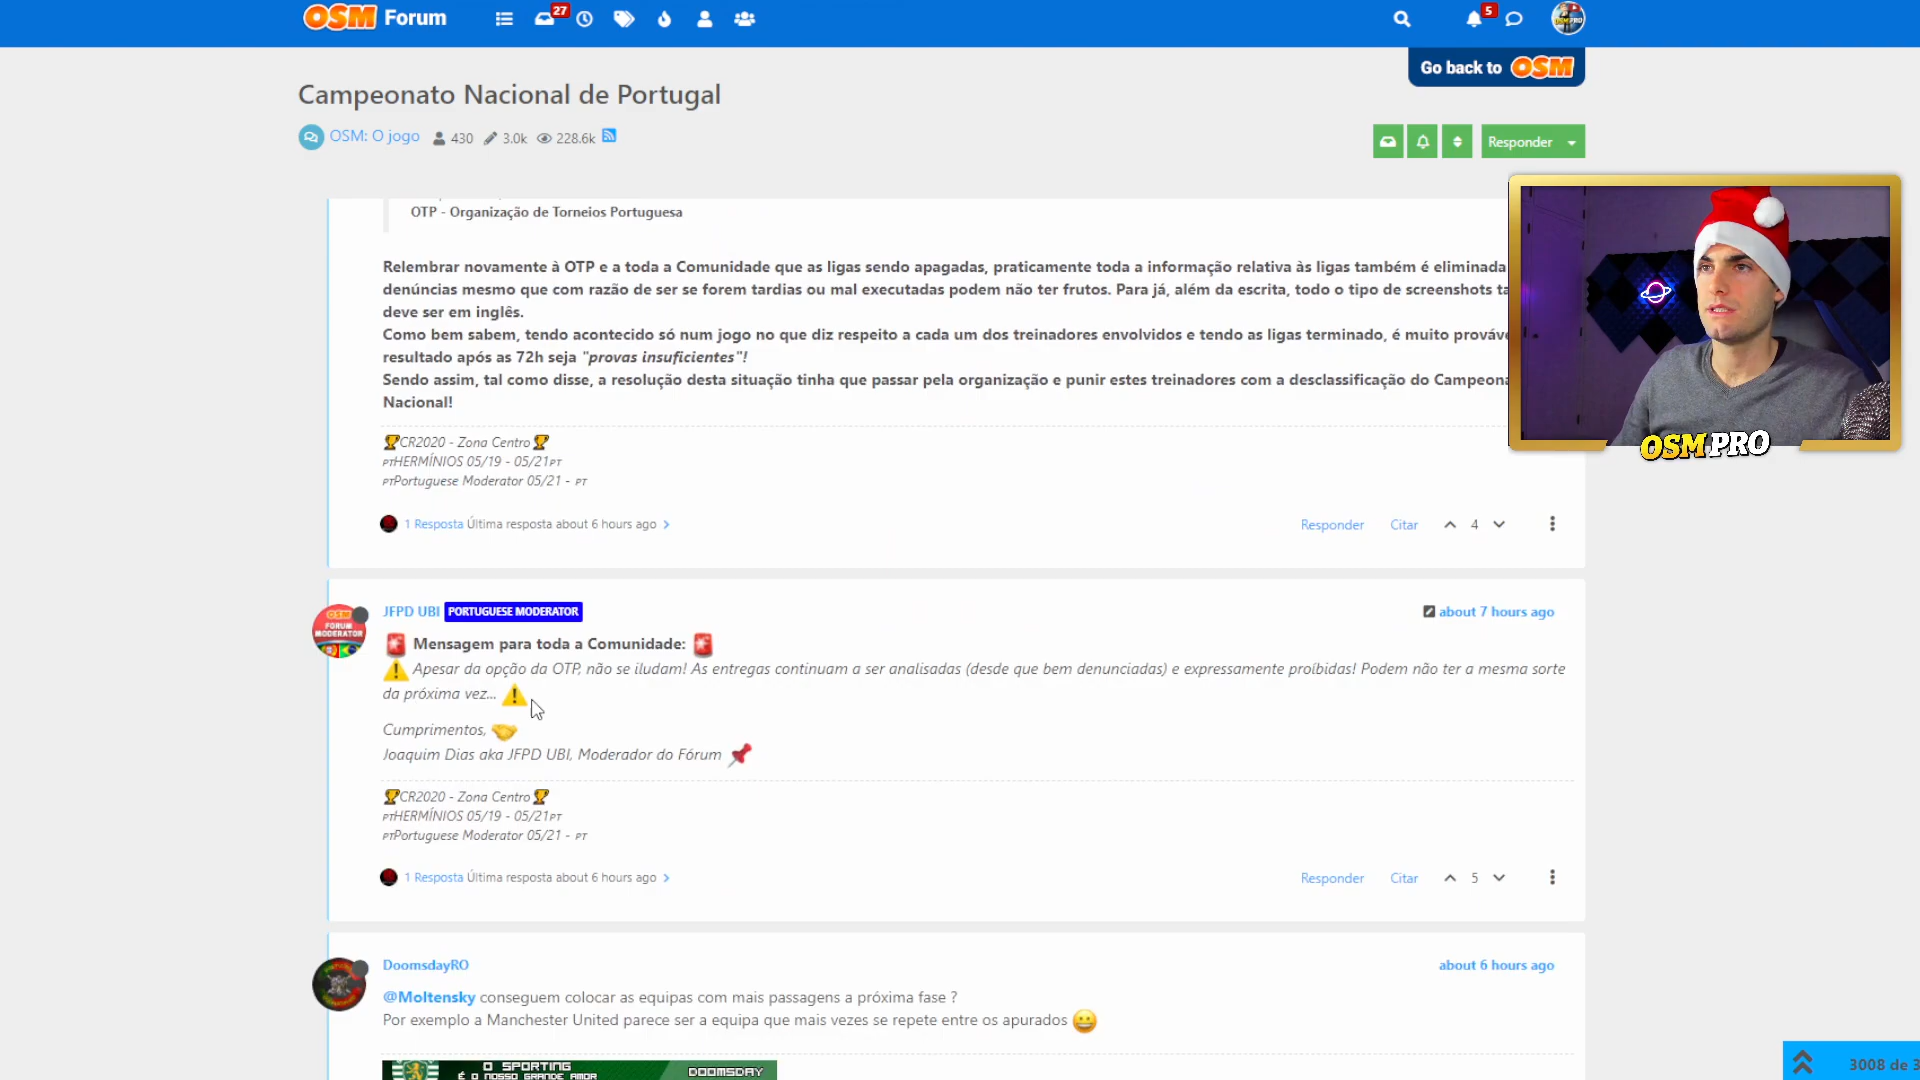 OSM Forum
27
5
Go back to OSM
Campeonato Nacional de Portugal
OSM: O jogo 430 3.0k 228.6k
Responder
OTP - Organização de Torneios Portuguesa
Relembrar novamente à OTP e a toda a Comunidade que as ligas sendo apagadas, praticamente toda a informação relativa às ligas também é eliminada
denúncias mesmo que com razão de ser se forem tardias ou mal executadas podem não ter frutos. Para já, além da escrita, todo o tipo de screenshots ta
deve ser em inglês.
Como bem sabem, tendo acontecido só num jogo no que diz respeito a cada um dos treinadores envolvidos e tendo as ligas terminado, é muito prováve
resultado após as 72h seja "provas insuficientes"!
Sendo assim, tal como disse, a resolução desta situação tinha que passar pela organização e punir estes treinadores com a desclassificação do Campeona
Nacional!
🏆CR2020 - Zona Centro🏆
PTHERMÍNIOS 05/19 - 05/21PT
PTPortuguese Moderator 05/21 - PT
1 Resposta Última resposta about 6 hours ago
Responder Citar 4
OSM PRO
OSM FORUM MODERATOR
JFPD UBI PORTUGUESE MODERATOR about 7 hours ago
🚨 Mensagem para toda a Comunidade: 🚨
⚠️ Apesar da opção da OTP, não se iludam! As entregas continuam a ser analisadas (desde que bem denunciadas) e expressamente proíbidas! Podem não ter a mesma sorte
da próxima vez... ⚠️
Cumprimentos, 🤝
Joaquim Dias aka JFPD UBI, Moderador do Fórum 📌
🏆CR2020 - Zona Centro🏆
PTHERMÍNIOS 05/19 - 05/21PT
PTPortuguese Moderator 05/21 - PT
1 Resposta Última resposta about 6 hours ago
Responder Citar 5
DoomsdayRO about 6 hours ago
@Moltensky conseguem colocar as equipas com mais passagens a próxima fase ?
Por exemplo a Manchester United parece ser a equipa que mais vezes se repete entre os apurados 😀
O SPORTING
É O NOSSO GRANDE AMOR
DOOMSDAY
3008 de 3